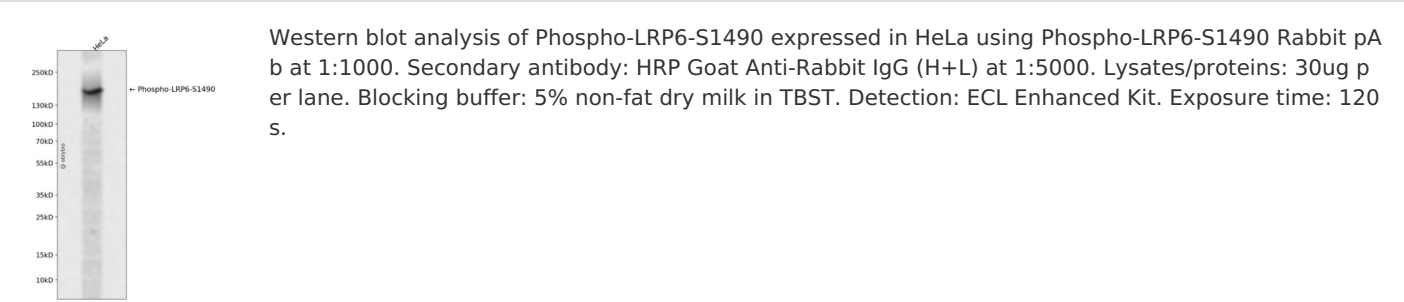 HeLa
Western blot analysis of Phospho-LRP6-S1490 expressed in HeLa using Phospho-LRP6-S1490 Rabbit pA
b at 1:1000. Secondary antibody: HRP Goat Anti-Rabbit IgG (H+L) at 1:5000. Lysates/proteins: 30ug p
er lane. Blocking buffer: 5% non-fat dry milk in TBST. Detection: ECL Enhanced Kit. Exposure time: 120
s.
250kD
← Phospho-LRP6-S1490
130kD
100kD
70kD
55kD
@ abbybio
35kD
25kD
15kD
10kD